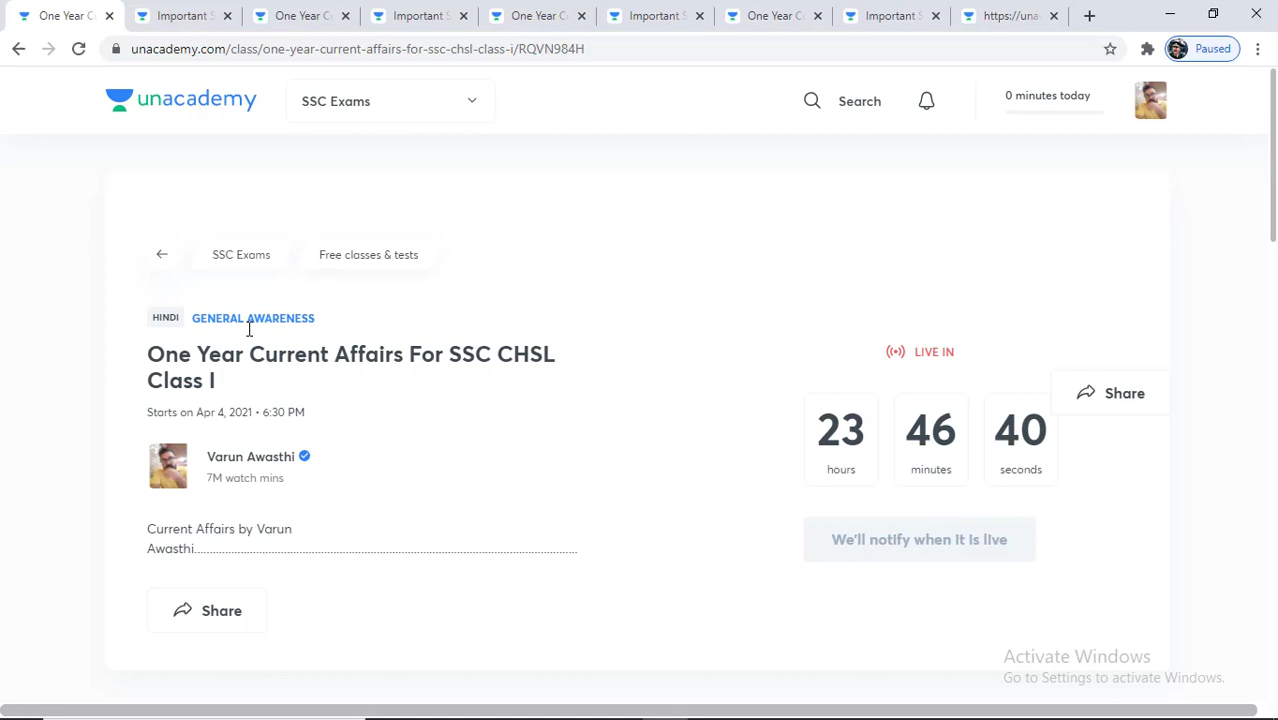 One Year C
Important S
One Year C
Important S
One Year C
Important S
One Year C
Important S
https://una
unacademy.com/class/one-year-current-affairs-for-ssc-chsl-class-i/RQVN984H
Paused
unacademy
SSC Exams
Search
0 minutes today
SSC Exams
Free classes & tests
HINDI GENERAL AWARENESS
One Year Current Affairs For SSC CHSL
Class I
Starts on Apr 4, 2021 • 6:30 PM
Varun Awasthi
7M watch mins
Current Affairs by Varun
Awasthi................................................................................................................................
Share
LIVE IN
Share
23 46 40
hours minutes seconds
We'll notify when it is live
Activate Windows
Go to Settings to activate Windows.